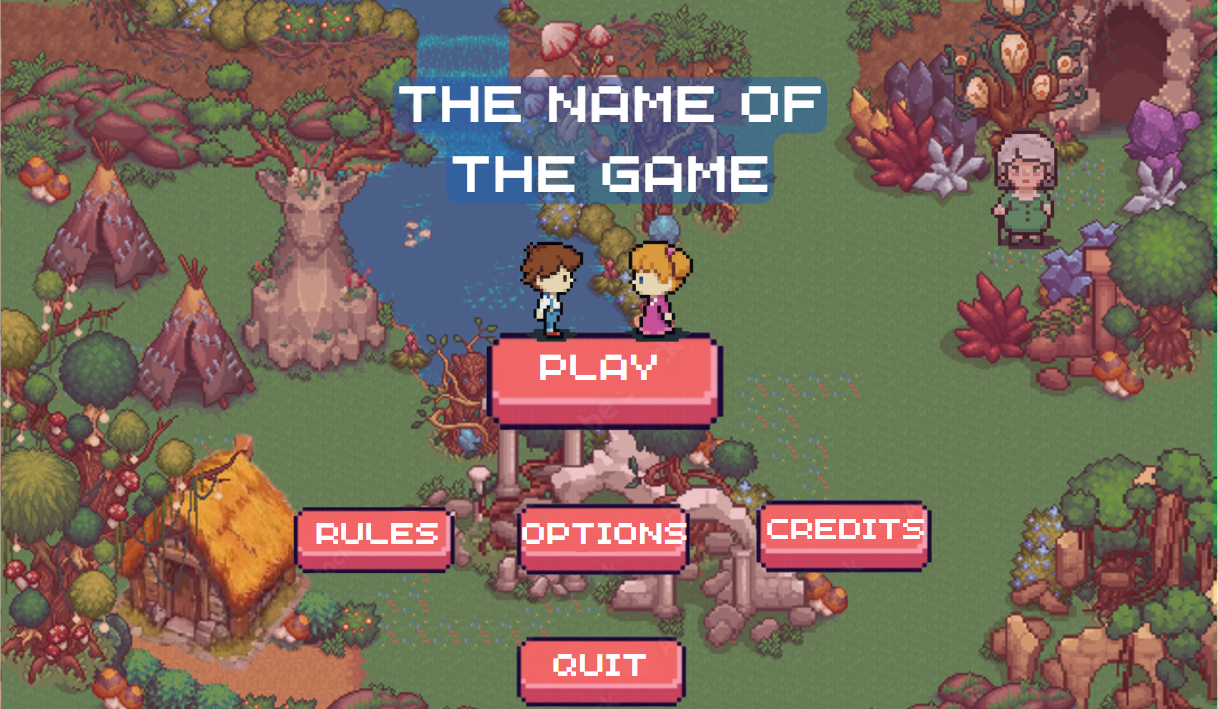 THE NAME OF
THE GAME
PLAY
RULES
OPTIONS
CREDITS
QUIT